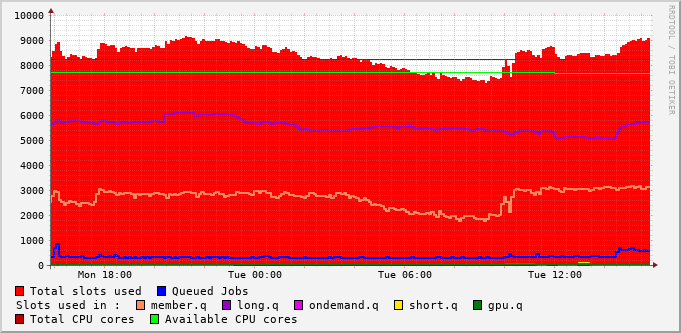 10000
9000
8000
7000
6000
5000
4000
3000
2000
1000
0
Mon 18:00 Tue 00:00 Tue 06:00 Tue 12:00
RRDTOOL / TOBI OETIKER
Total slots used Queued Jobs
Slots used in : member.q long.q ondemand.q short.q gpu.q
Total CPU cores Available CPU cores